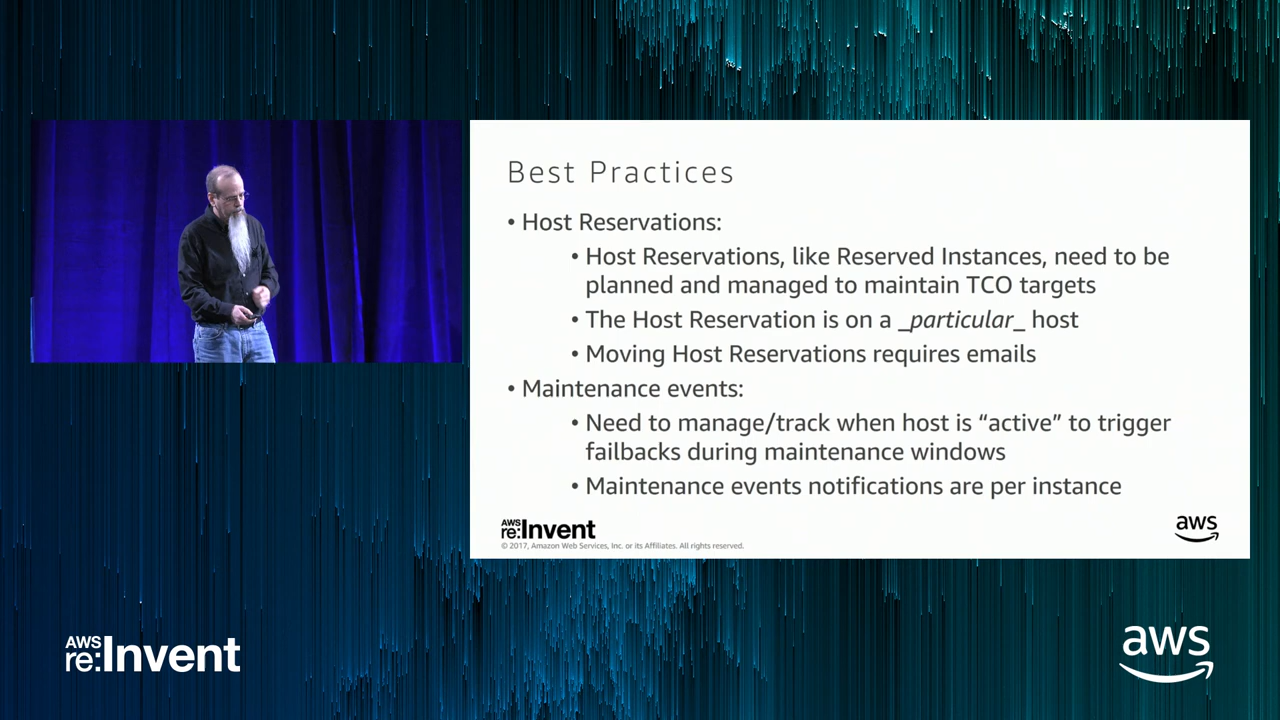 Best Practices
• Host Reservations:
• Host Reservations, like Reserved Instances, need to be
planned and managed to maintain TCO targets
• The Host Reservation is on a _particular_ host
• Moving Host Reservations requires emails
• Maintenance events:
• Need to manage/track when host is “active” to trigger
failbacks during maintenance windows
• Maintenance events notifications are per instance
AWS
re:Invent
© 2017, Amazon Web Services, Inc. or its Affiliates. All rights reserved.
aws
AWS
re:Invent
aws